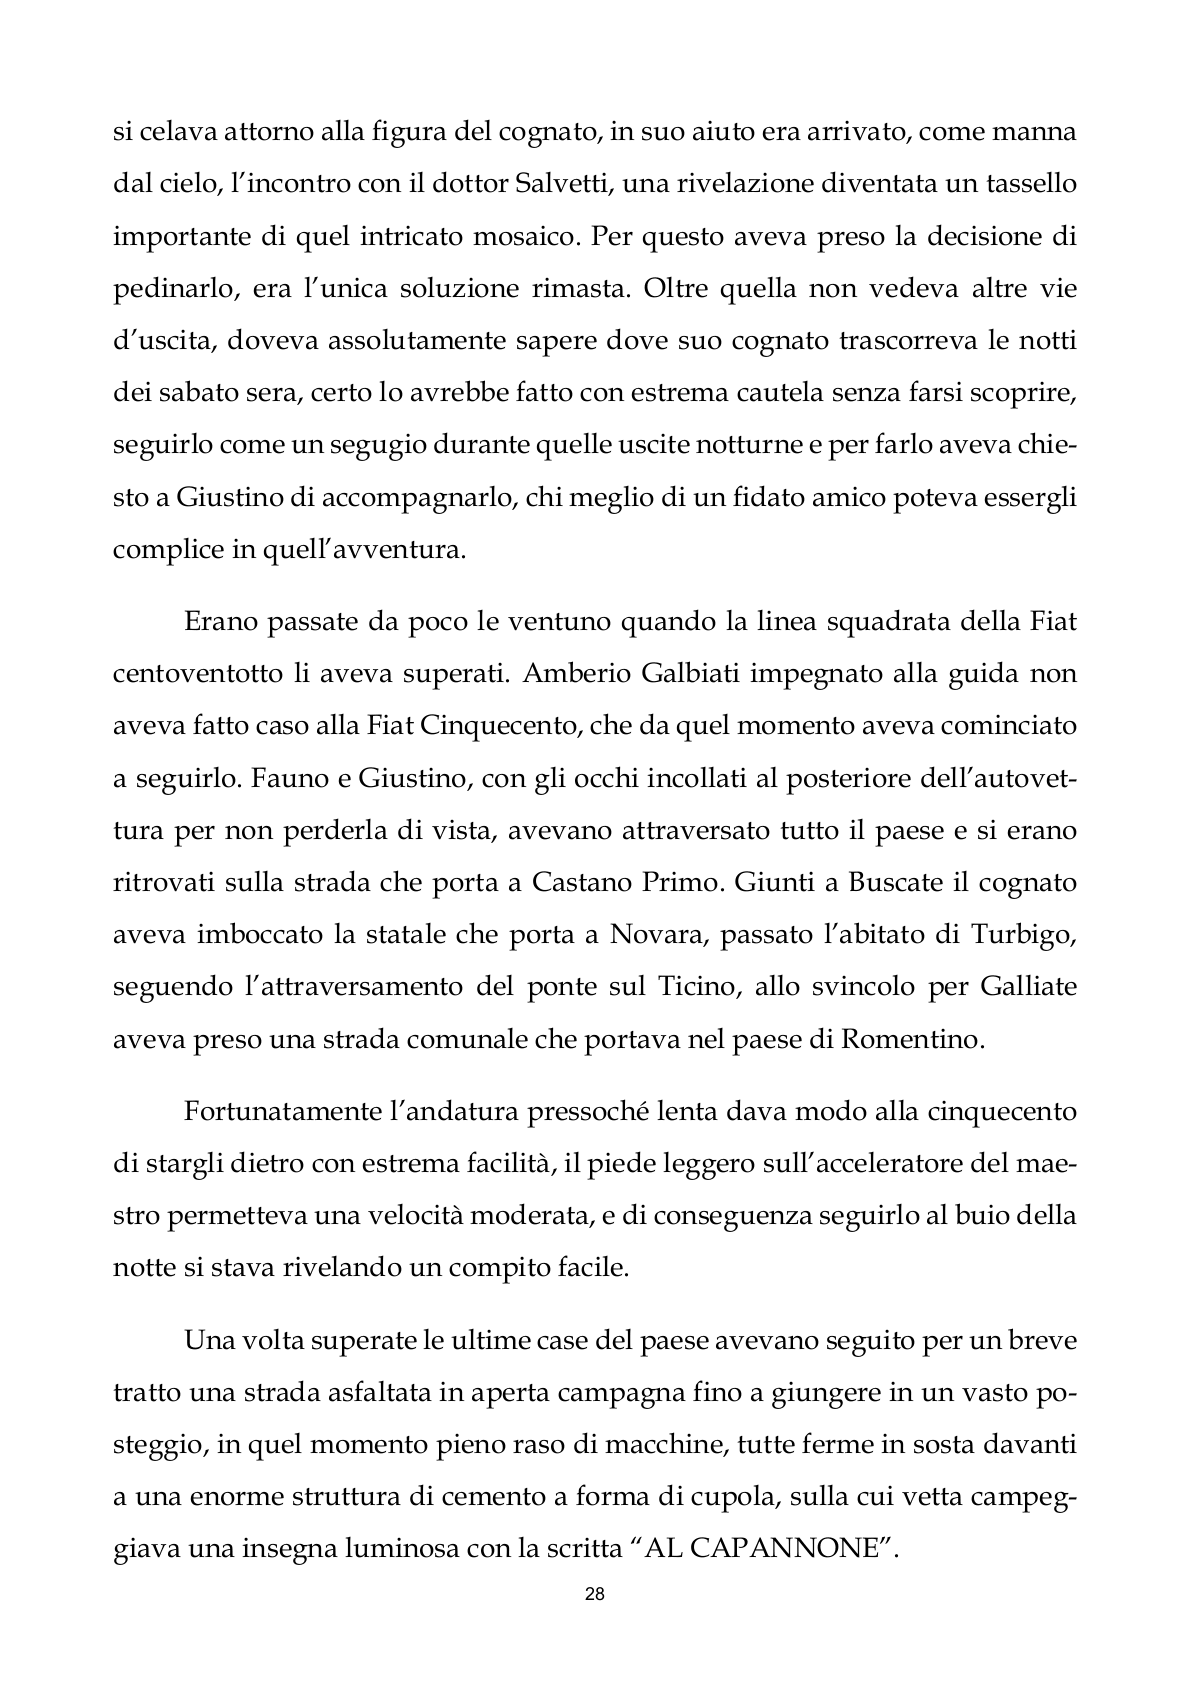 si celava attorno alla figura del cognato, in suo aiuto era arrivato, come manna
dal cielo, l’incontro con il dottor Salvetti, una rivelazione diventata un tassello
importante di quel intricato mosaico. Per questo aveva preso la decisione di
pedinarlo, era l’unica soluzione rimasta. Oltre quella non vedeva altre vie
d’uscita, doveva assolutamente sapere dove suo cognato trascorreva le notti
dei sabato sera, certo lo avrebbe fatto con estrema cautela senza farsi scoprire,
seguirlo come un segugio durante quelle uscite notturne e per farlo aveva chie-
sto a Giustino di accompagnarlo, chi meglio di un fidato amico poteva essergli
complice in quell’avventura.
Erano passate da poco le ventuno quando la linea squadrata della Fiat
centoventotto li aveva superati. Amberio Galbiati impegnato alla guida non
aveva fatto caso alla Fiat Cinquecento, che da quel momento aveva cominciato
a seguirlo. Fauno e Giustino, con gli occhi incollati al posteriore dell’autovet-
tura per non perderla di vista, avevano attraversato tutto il paese e si erano
ritrovati sulla strada che porta a Castano Primo. Giunti a Buscate il cognato
aveva imboccato la statale che porta a Novara, passato l’abitato di Turbigo,
seguendo l’attraversamento del ponte sul Ticino, allo svincolo per Galliate
aveva preso una strada comunale che portava nel paese di Romentino.
Fortunatamente l’andatura pressoché lenta dava modo alla cinquecento
di stargli dietro con estrema facilità, il piede leggero sull’acceleratore del mae-
stro permetteva una velocità moderata, e di conseguenza seguirlo al buio della
notte si stava rivelando un compito facile.
Una volta superate le ultime case del paese avevano seguito per un breve
tratto una strada asfaltata in aperta campagna fino a giungere in un vasto po-
steggio, in quel momento pieno raso di macchine, tutte ferme in sosta davanti
a una enorme struttura di cemento a forma di cupola, sulla cui vetta campeg-
giava una insegna luminosa con la scritta “AL CAPANNONE”.
28